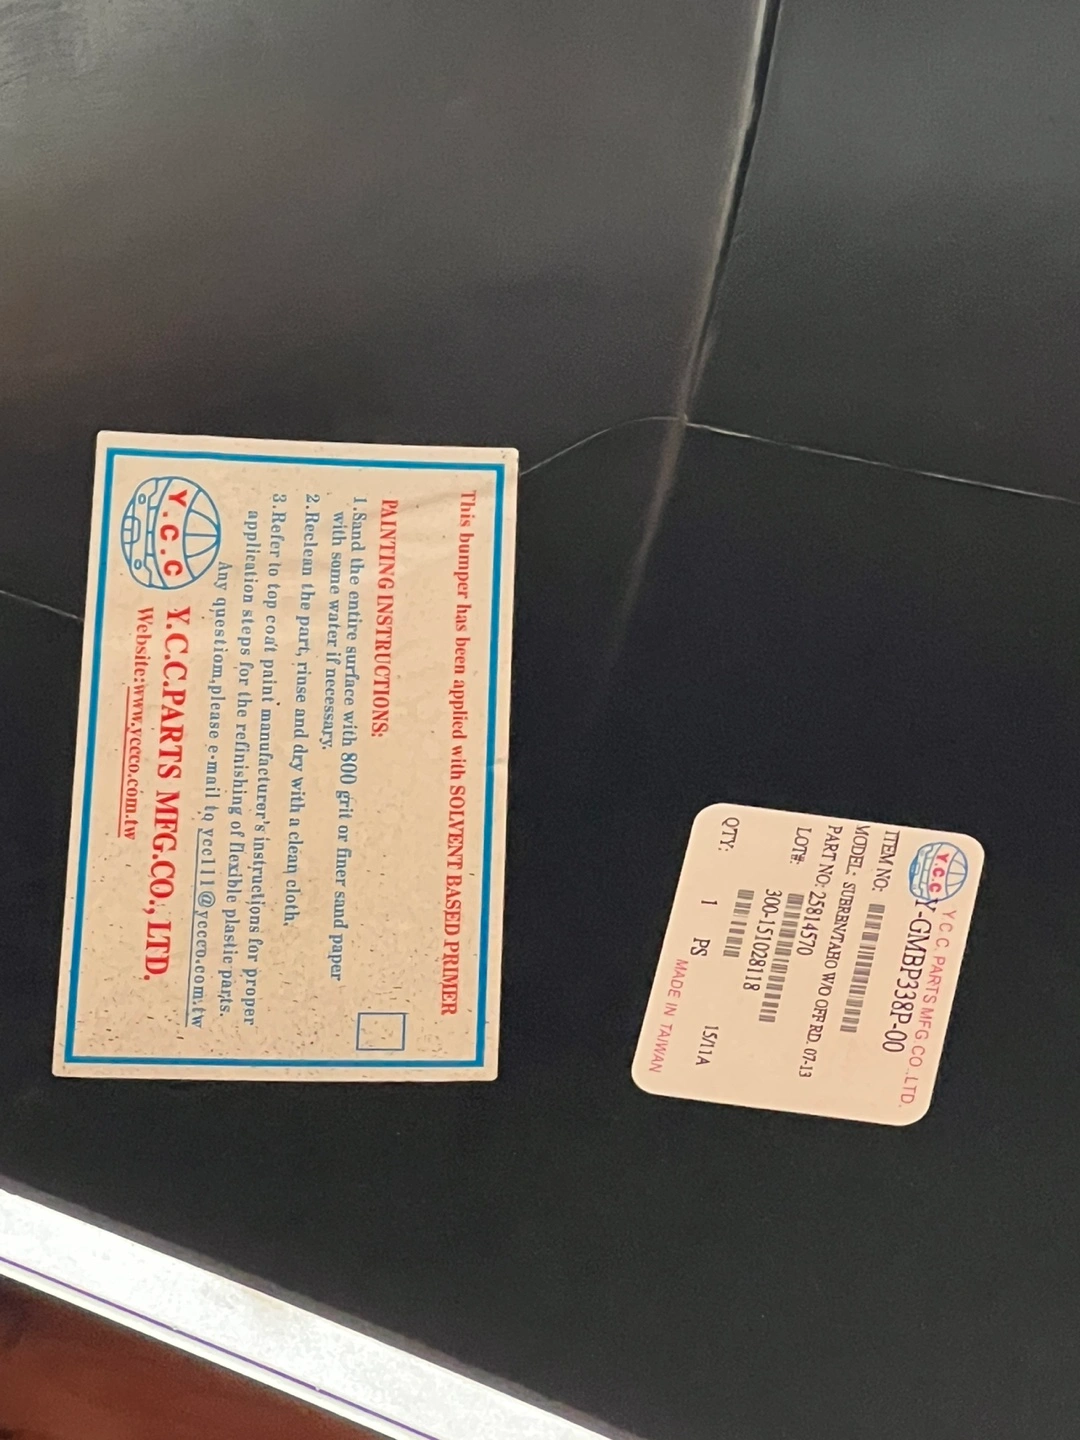 This bumper has been applied with SOLVENT BASED PRIMER
PAINTING INSTRUCTIONS:
1.Sand the entire surface with 800 grit or finer sand paper
with some water if necessary.
2.Reclean the part, rinse and dry with a clean cloth.
3.Refer to top coat paint manufacturer's instructions for proper
application steps for the refinishing of flexible plastic parts.
Any questiom,please e-mail to ycc111@yccco.com.tw
Y.C.C
Y.C.C.PARTS MFG.CO., LTD.
Website:www.yccco.com.tw
Y.C.C
Y.C.C. PARTS MFG.CO.,LTD.
ITEM NO: Y-GMBP338P-00
MODEL: SUBRBN/TAHO W/O OFF RD. 07-13
PART NO: 25814570
LOT#: 300-151028118
QTY: 1 PS 15/11A
MADE IN TAIWAN